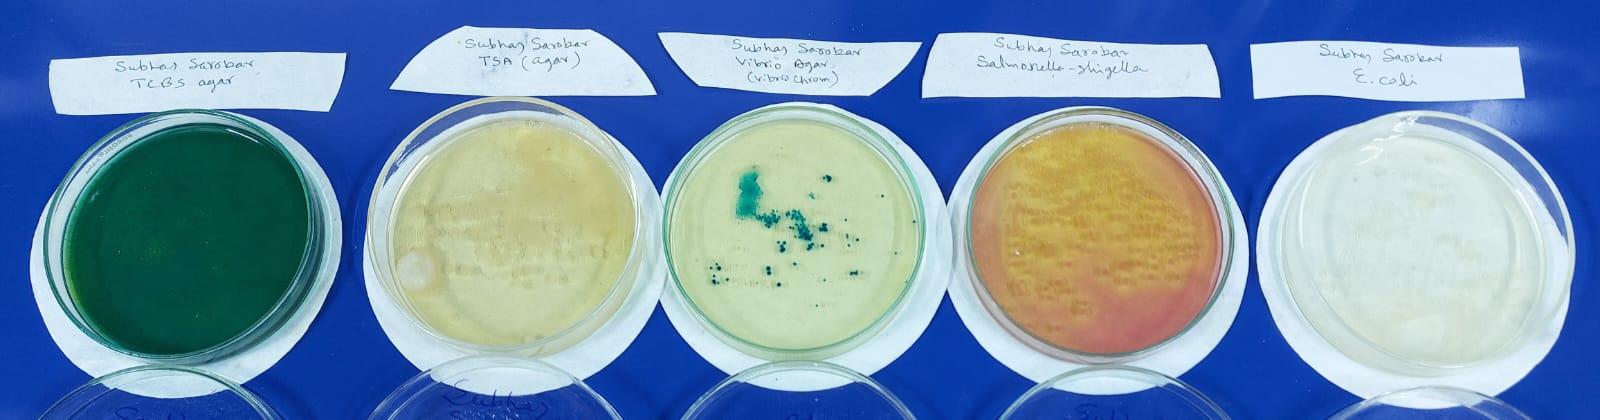 Subhas Sarobar
TCBS agar
Subhas Sarobar
TSA (agar)
Subhas Sarobar
Vibrio Agar
(Vibrio Chrom)
Subhas Sarobar
Salmonella-Shigella
Subhas Sarobar
E. coli
Subhas